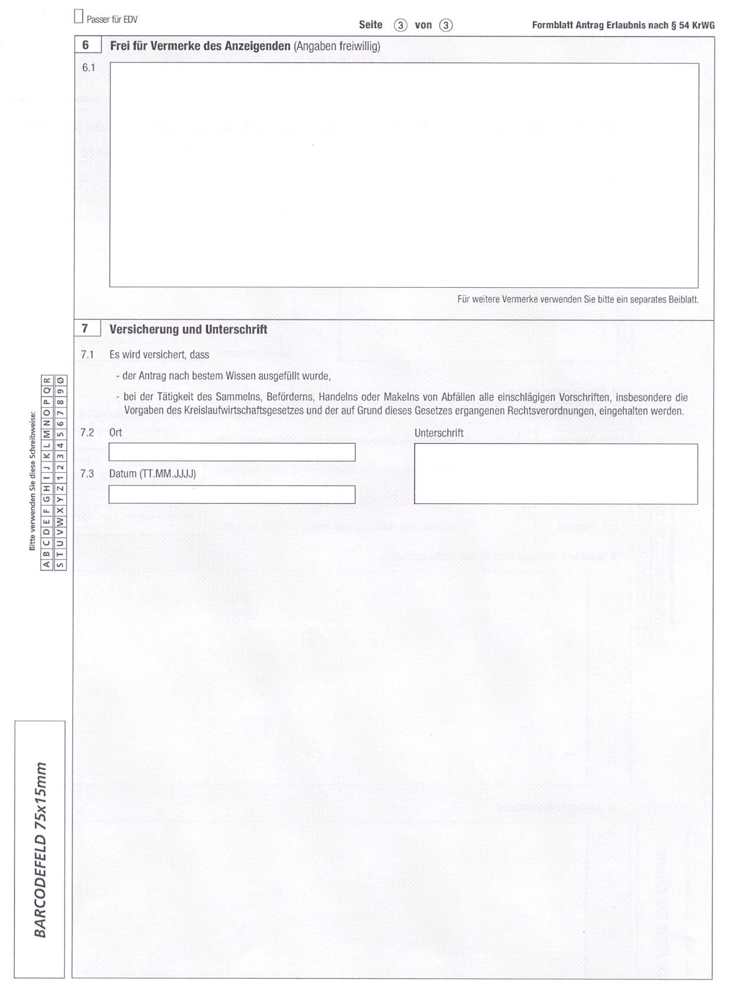 Passer für EDV
Seite 3 von 3
Formblatt Antrag Erlaubnis nach § 54 KrWG
6 Frei für Vermerke des Anzeigenden (Angaben freiwillig)
6.1
Für weitere Vermerke verwenden Sie bitte ein separates Beiblatt.
7 Versicherung und Unterschrift
7.1 Es wird versichert, dass
- der Antrag nach bestem Wissen ausgefüllt wurde,
- bei der Tätigkeit des Sammelns, Beförderns, Handelns oder Makelns von Abfällen alle einschlägigen Vorschriften, insbesondere die
Vorgaben des Kreislaufwirtschaftsgesetzes und der auf Grund dieses Gesetzes ergangenen Rechtsverordnungen, eingehalten werden.
7.2 Ort
Unterschrift
7.3 Datum (TT.MM.JJJJ)
Bitte verwenden Sie diese Schreibweise:
A B C D E F G H I J K L M N O P Q R
S T U V W X Y Z 1 2 3 4 5 6 7 8 9 Ø
BARCODEFELD 75x15mm